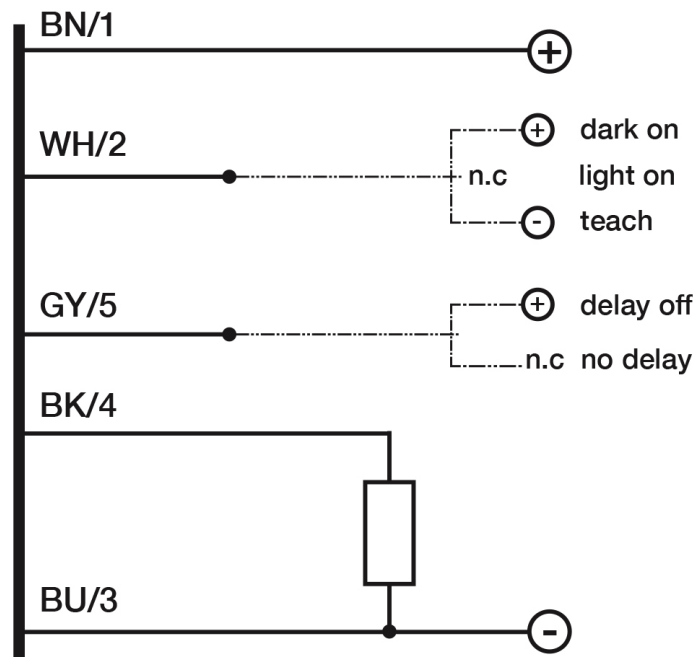 BN/1
+
WH/2
+ dark on
n.c light on
- teach
GY/5
+ delay off
n.c no delay
BK/4
BU/3
-